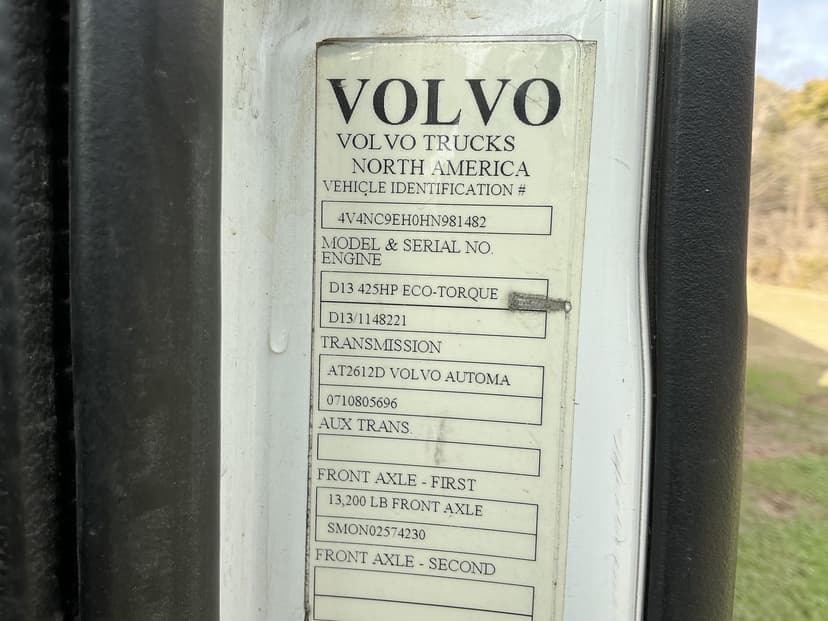 VOLVO
VOLVO TRUCKS
NORTH AMERICA
VEHICLE IDENTIFICATION #
4V4NC9EH0HN981482
MODEL & SERIAL NO.
ENGINE
D13 425HP ECO-TORQUE
D13/1148221
TRANSMISSION
AT2612D VOLVO AUTOMA
0710805696
AUX TRANS.
FRONT AXLE - FIRST
13,200 LB FRONT AXLE
SMON02574230
FRONT AXLE - SECOND